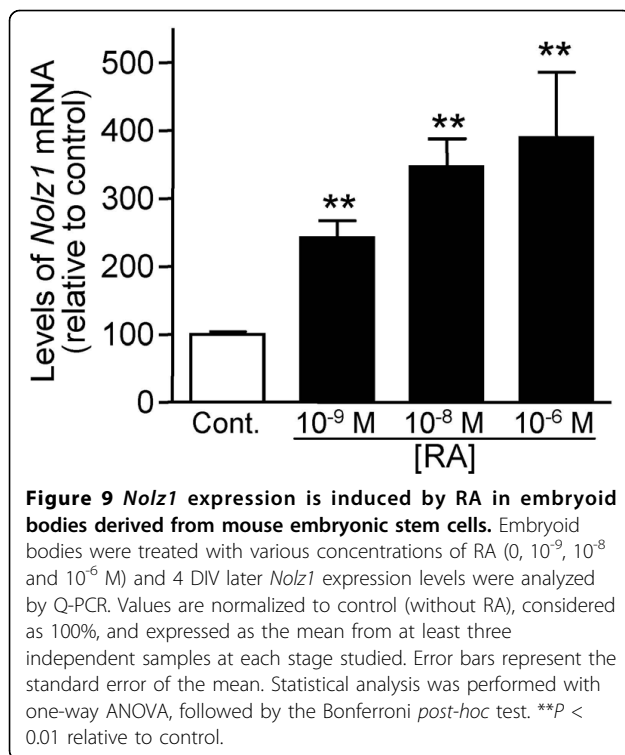 Levels of Nolz1 mRNA
(relative to control)
500
400
300
200
100
0
**
**
**
Cont. 10⁻⁹ M 10⁻⁸ M 10⁻⁶ M
[RA]
Figure 9 Nolz1 expression is induced by RA in embryoid
bodies derived from mouse embryonic stem cells. Embryoid
bodies were treated with various concentrations of RA (0, 10⁻⁹, 10⁻⁸
and 10⁻⁶ M) and 4 DIV later Nolz1 expression levels were analyzed
by Q-PCR. Values are normalized to control (without RA), considered
as 100%, and expressed as the mean from at least three
independent samples at each stage studied. Error bars represent the
standard error of the mean. Statistical analysis was performed with
one-way ANOVA, followed by the Bonferroni post-hoc test. **P <
0.01 relative to control.